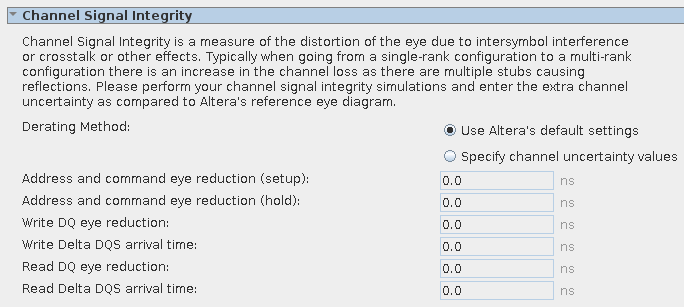 Channel Signal Integrity
Channel Signal Integrity is a measure of the distortion of the eye due to intersymbol interference
or crosstalk or other effects. Typically when going from a single-rank configuration to a multi-rank
configuration there is an increase in the channel loss as there are multiple stubs causing
reflections. Please perform your channel signal integrity simulations and enter the extra channel
uncertainty as compared to Altera's reference eye diagram.
Derating Method:
Use Altera's default settings
Specify channel uncertainty values
Address and command eye reduction (setup): 0.0 ns
Address and command eye reduction (hold): 0.0 ns
Write DQ eye reduction: 0.0 ns
Write Delta DQS arrival time: 0.0 ns
Read DQ eye reduction: 0.0 ns
Read Delta DQS arrival time: 0.0 ns